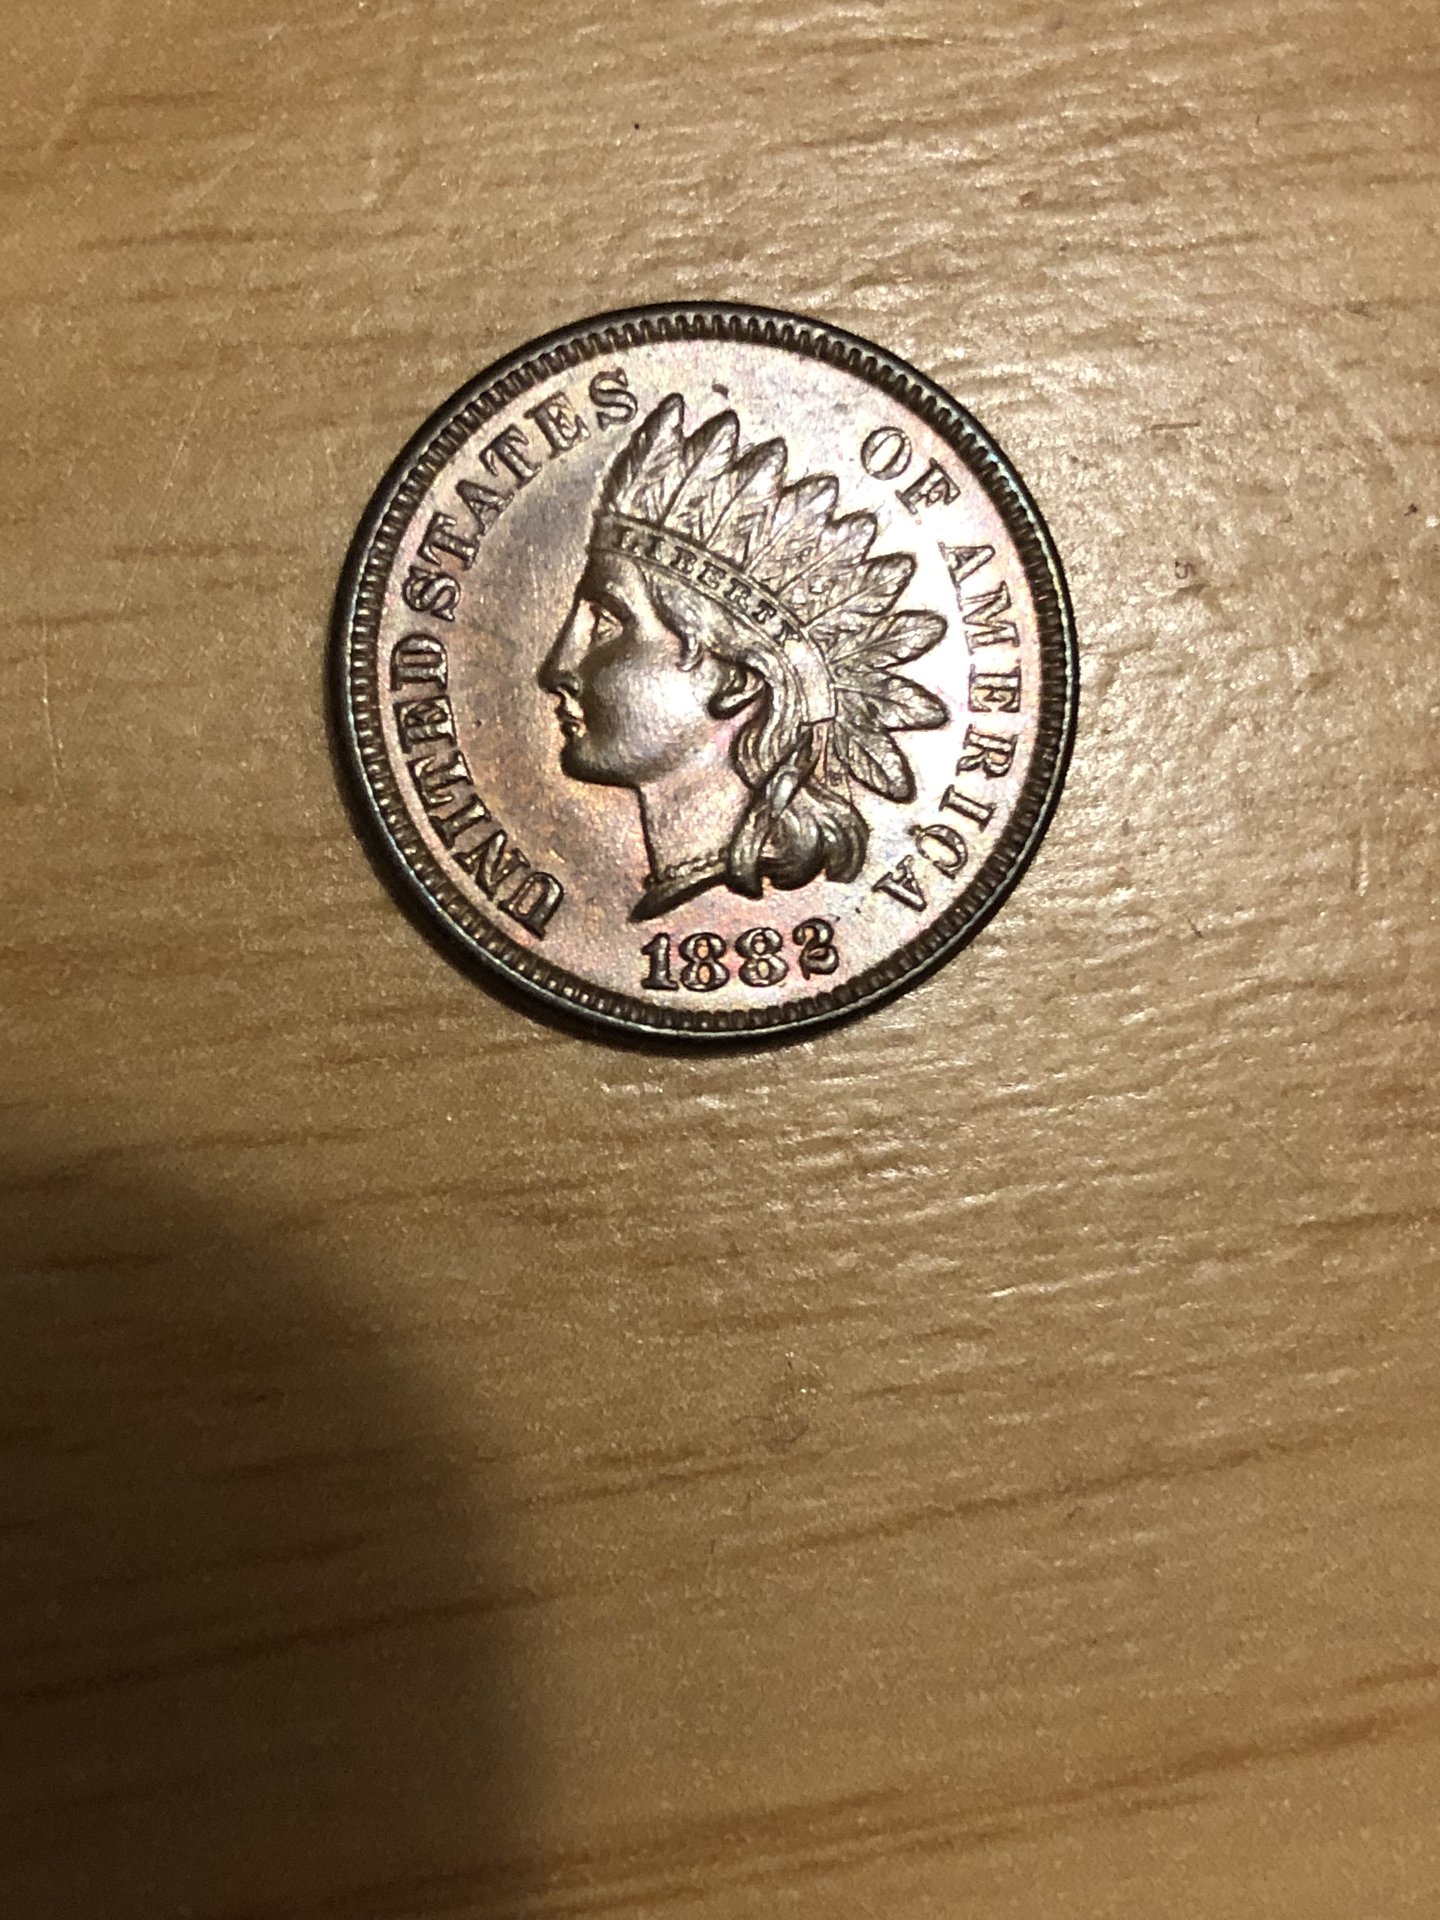 UNITED STATES OF AMERICA
LIBERTY
1882